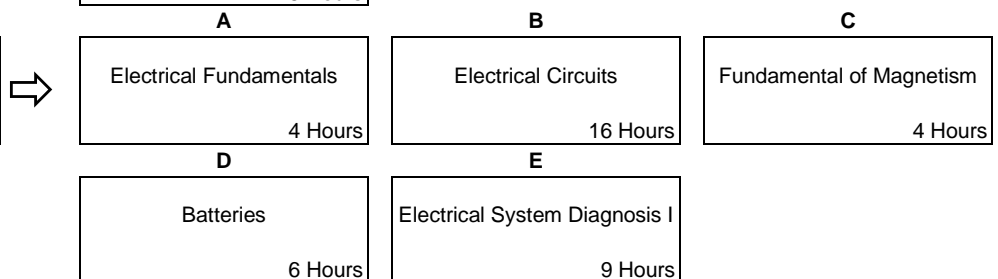 A B C
Electrical Fundamentals Electrical Circuits Fundamental of Magnetism
4 Hours 16 Hours 4 Hours
D E
Batteries Electrical System Diagnosis I
6 Hours 9 Hours